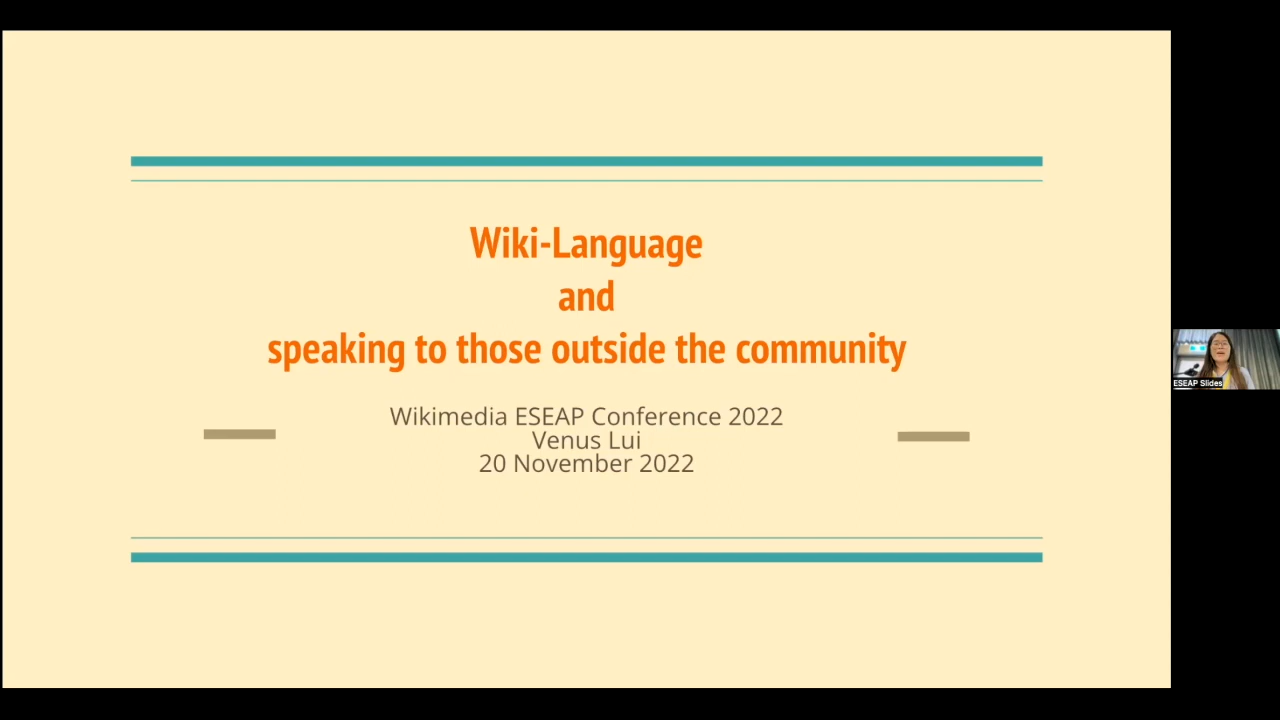 Wiki-Language
and
speaking to those outside the community
Wikimedia ESEAP Conference 2022
Venus Lui
20 November 2022
ESEAP Slides